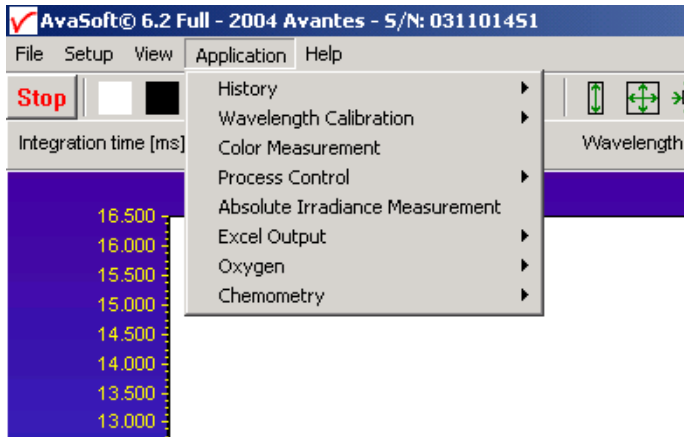 AvaSoft© 6.2 Full - 2004 Avantes - S/N: 0311014S1
File Setup View Application Help
Stop
Integration time [ms]
Wavelength
History
Wavelength Calibration
Color Measurement
Process Control
Absolute Irradiance Measurement
Excel Output
Oxygen
Chemometry
16.500
16.000
15.500
15.000
14.500
14.000
13.500
13.000